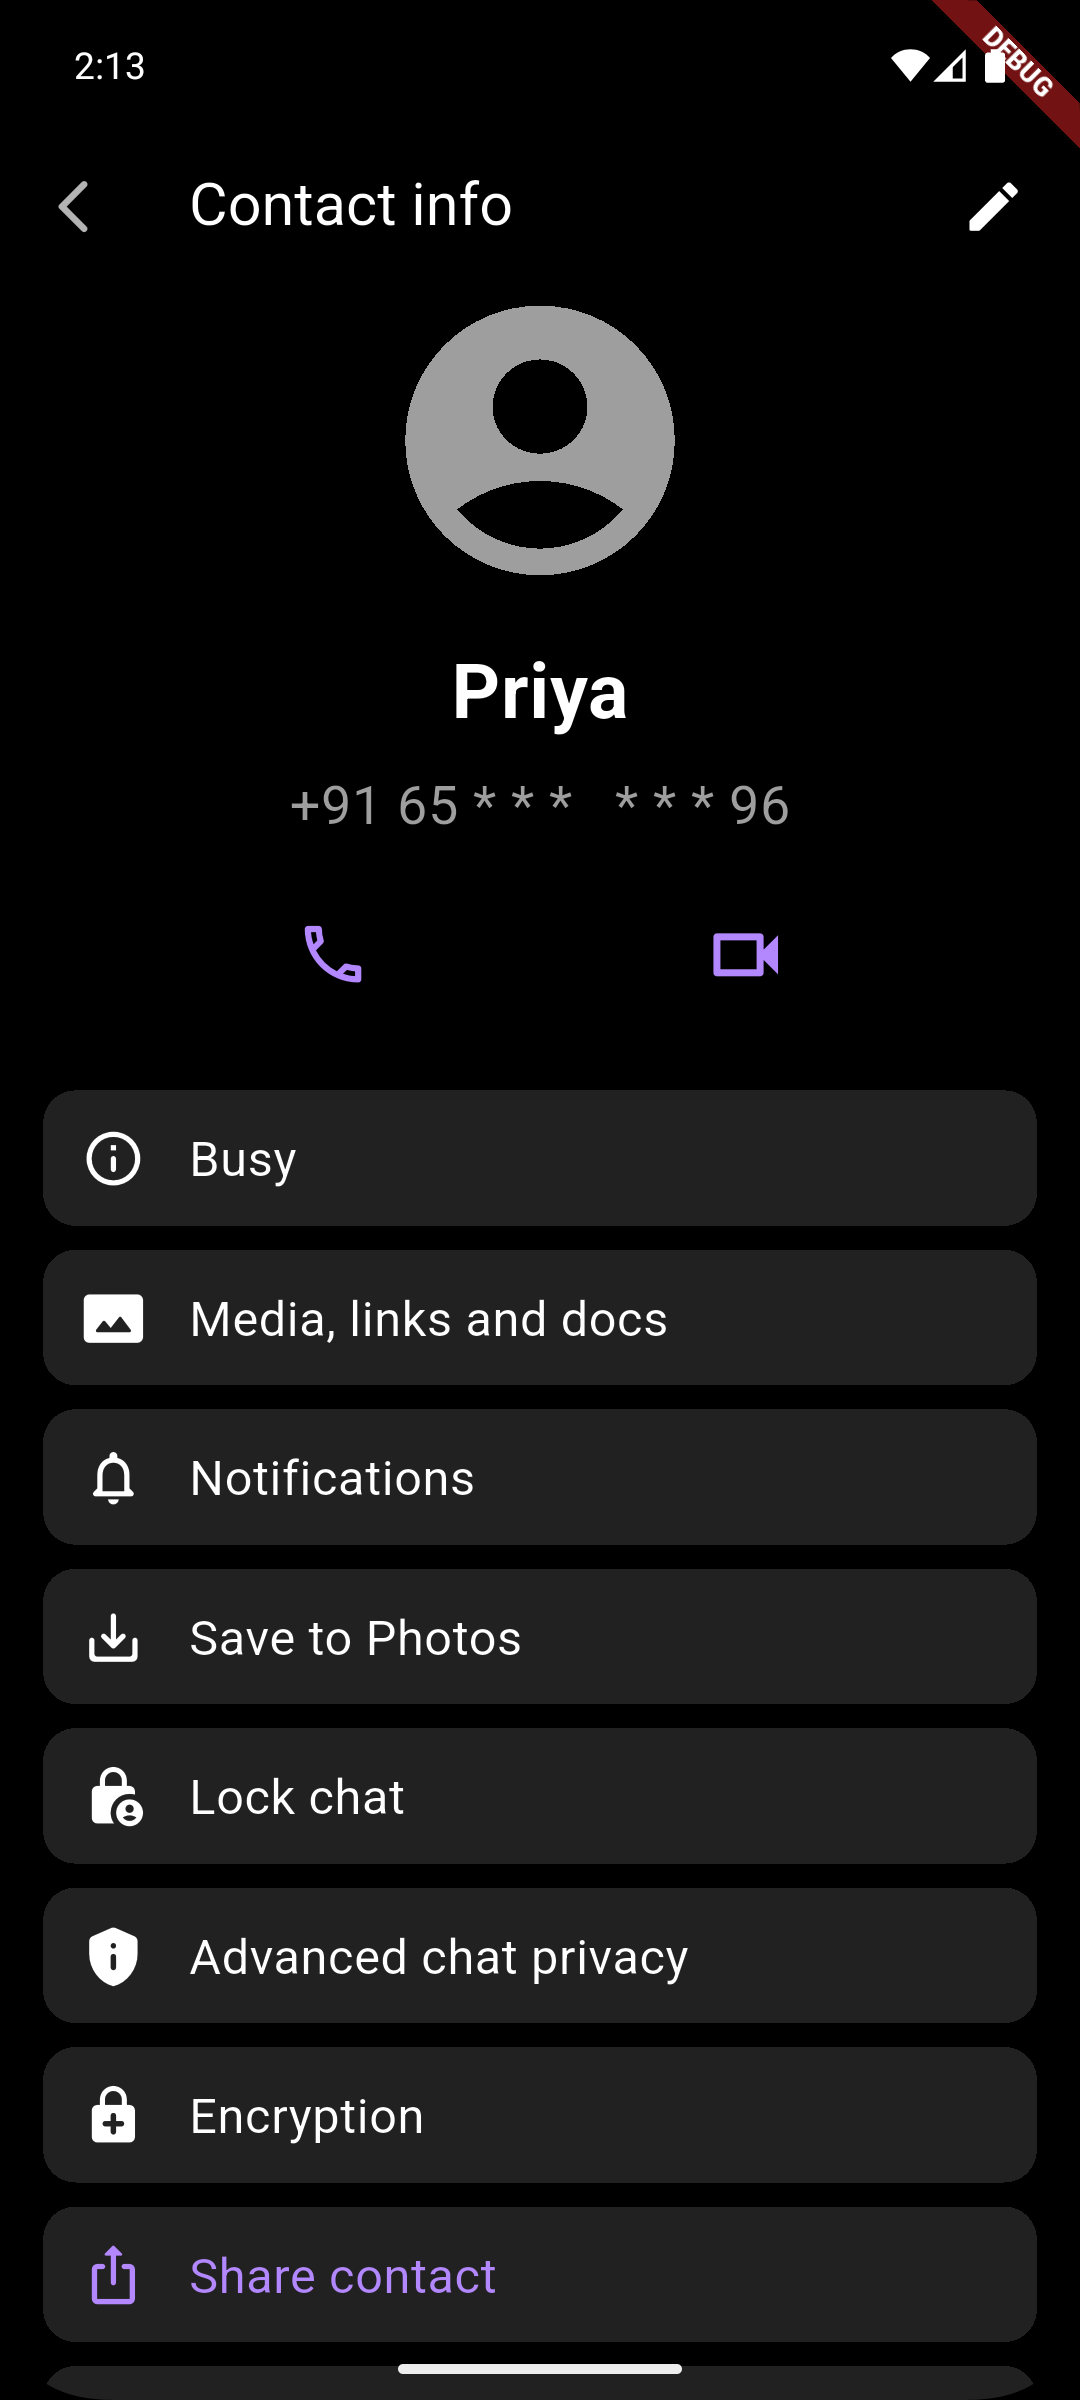 2:13
DEBUG
Contact info
Priya
+91 65 * * *   * * * 96
Busy
Media, links and docs
Notifications
Save to Photos
Lock chat
Advanced chat privacy
Encryption
Share contact